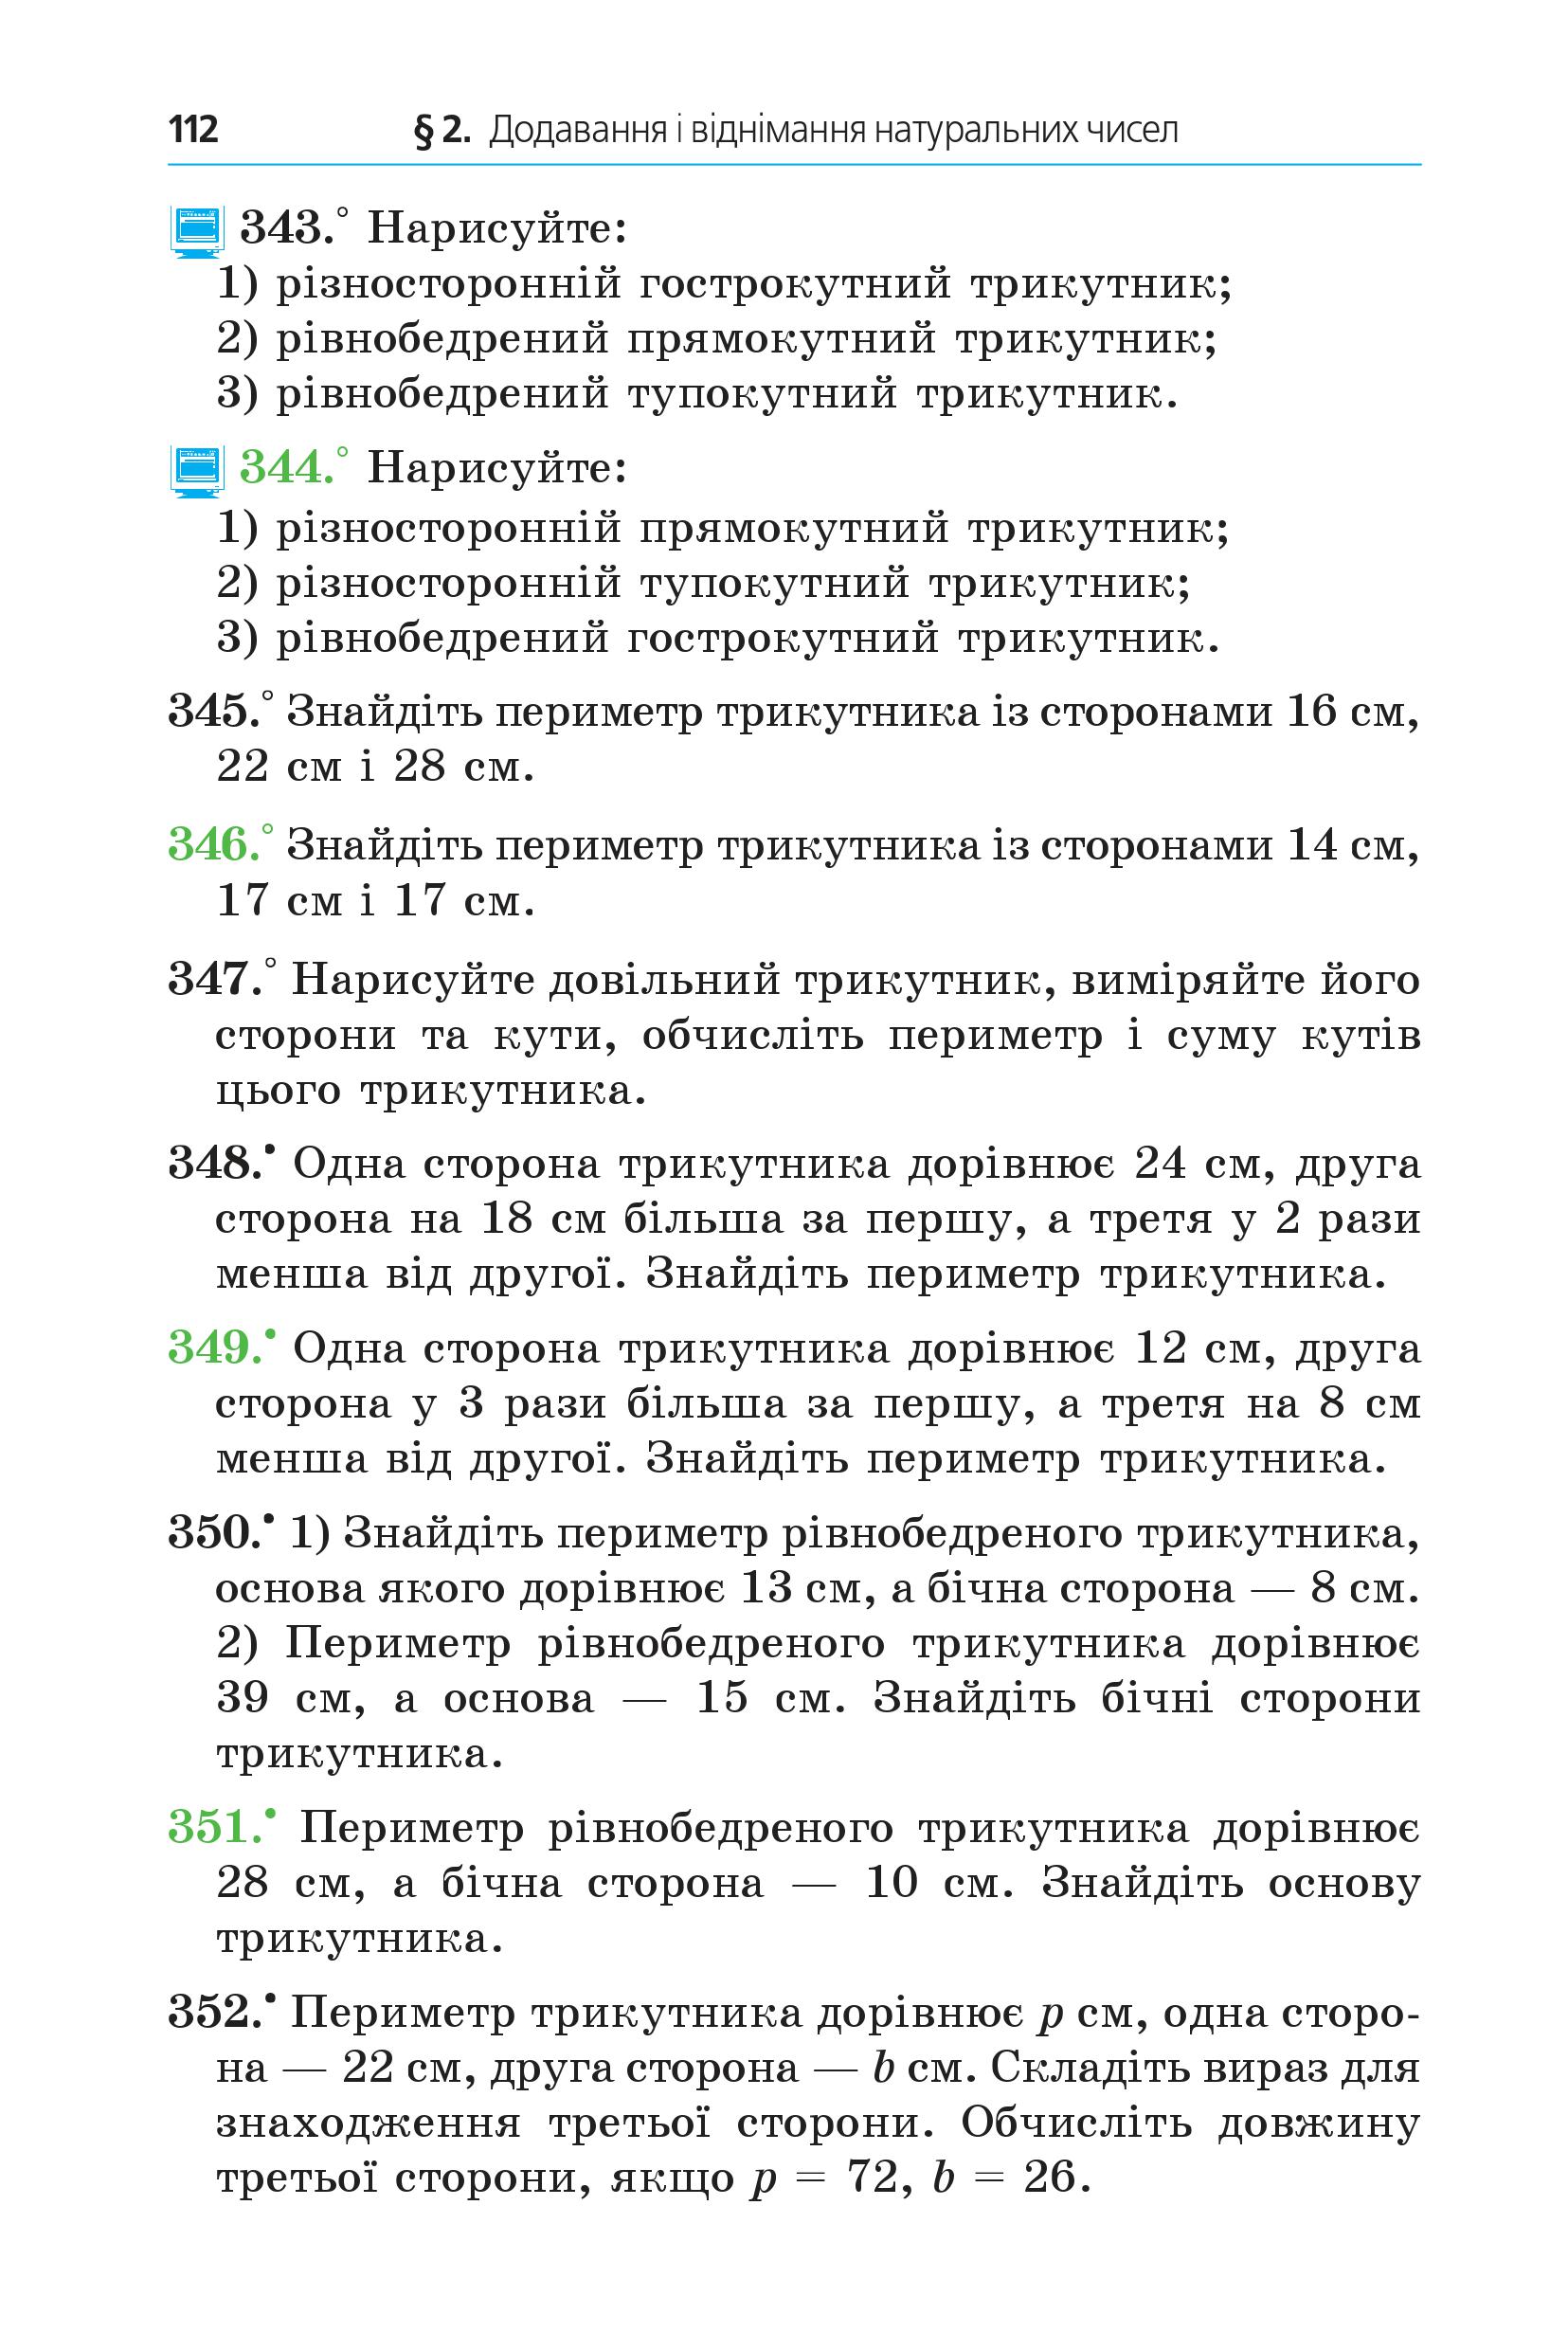 112 § 2. Додавання і віднімання натуральних чисел
343.° Нарисуйте:
1) різносторонній гострокутний трикутник;
2) рівнобедрений прямокутний трикутник;
3) рівнобедрений тупокутний трикутник.
344.° Нарисуйте:
1) різносторонній прямокутний трикутник;
2) різносторонній тупокутний трикутник;
3) рівнобедрений гострокутний трикутник.
345.° Знайдіть периметр трикутника із сторонами 16 см,
22 см і 28 см.
346.° Знайдіть периметр трикутника із сторонами 14 см,
17 см і 17 см.
347.° Нарисуйте довільний трикутник, виміряйте його
сторони та кути, обчисліть периметр і суму кутів
цього трикутника.
348.• Одна сторона трикутника дорівнює 24 см, друга
сторона на 18 см більша за першу, а третя у 2 рази
менша від другої. Знайдіть периметр трикутника.
349.• Одна сторона трикутника дорівнює 12 см, друга
сторона у 3 рази більша за першу, а третя на 8 см
менша від другої. Знайдіть периметр трикутника.
350.• 1) Знайдіть периметр рівнобедреного трикутника,
основа якого дорівнює 13 см, а бічна сторона — 8 см.
2) Периметр рівнобедреного трикутника дорівнює
39 см, а основа — 15 см. Знайдіть бічні сторони
трикутника.
351.• Периметр рівнобедреного трикутника дорівнює
28 см, а бічна сторона — 10 см. Знайдіть основу
трикутника.
352.• Периметр трикутника дорівнює p см, одна сторо-
на — 22 см, друга сторона — b см. Складіть вираз для
знаходження третьої сторони. Обчисліть довжину
третьої сторони, якщо p = 72, b = 26.